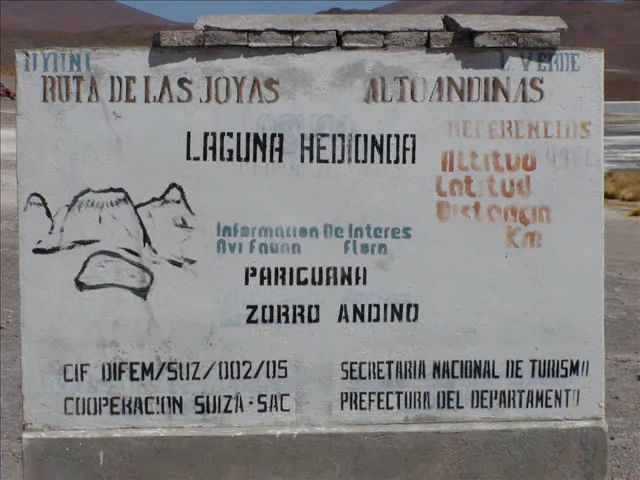 UYUNI L. VERDE
RUTA DE LAS JOYAS ALTOANDINAS
REFERENCIAS
LAGUNA HEDIONDA
Altitud
Latitud
Distancia
Km
Informacion De Interes
Avi Fauna Flora
PARIGUANA
ZORRO ANDINO
CIF DIFEM/SUZ/002/05
COOPERACION SUIZA-SAC
SECRETARIA NACIONAL DE TURISMO
PREFECTURA DEL DEPARTAMENTO